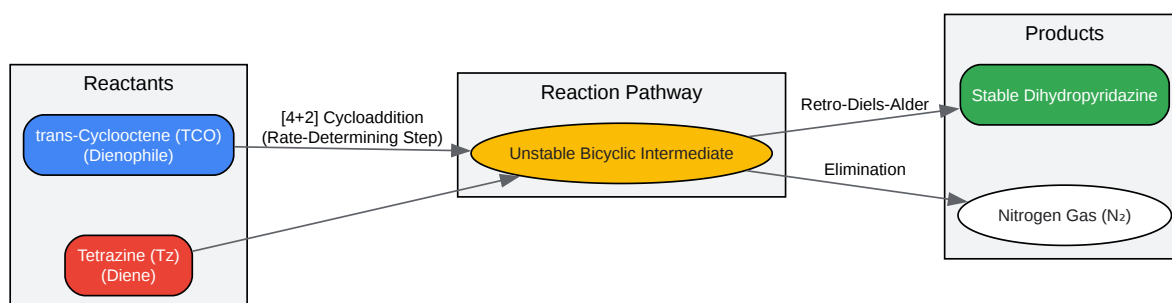 Reactants
trans-Cyclooctene (TCO)
(Dienophile)
Tetrazine (Tz)
(Diene)
[4+2] Cycloaddition
(Rate-Determining Step)
Reaction Pathway
Unstable Bicyclic Intermediate
Retro-Diels-Alder
Elimination
Products
Stable Dihydropyridazine
Nitrogen Gas (N₂)